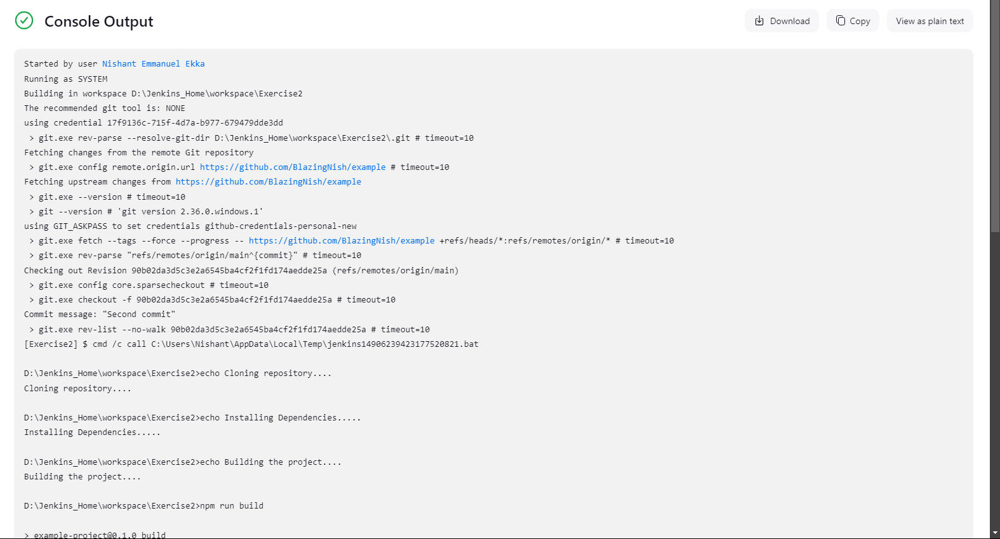 Console Output
Download
Copy
View as plain text
Started by user Nishant Emmanuel Ekka
Running as SYSTEM
Building in workspace D:\Jenkins_Home\workspace\Exercise2
The recommended git tool is: NONE
using credential 17f9136c-715f-4d7a-b977-679479dde3dd
> git.exe rev-parse --resolve-git-dir D:\Jenkins_Home\workspace\Exercise2\.git # timeout=10
Fetching changes from the remote Git repository
> git.exe config remote.origin.url https://github.com/BlazingNish/example # timeout=10
Fetching upstream changes from https://github.com/BlazingNish/example
> git.exe --version # timeout=10
> git --version # 'git version 2.36.0.windows.1'
using GIT_ASKPASS to set credentials github-credentials-personal-new
> git.exe fetch --tags --force --progress -- https://github.com/BlazingNish/example +refs/heads/*:refs/remotes/origin/* # timeout=10
> git.exe rev-parse "refs/remotes/origin/main^{commit}" # timeout=10
Checking out Revision 90b02da3d5c3e2a6545ba4cf2f1fd174aedde25a (refs/remotes/origin/main)
> git.exe config core.sparsecheckout # timeout=10
> git.exe checkout -f 90b02da3d5c3e2a6545ba4cf2f1fd174aedde25a # timeout=10
Commit message: "Second commit"
> git.exe rev-list --no-walk 90b02da3d5c3e2a6545ba4cf2f1fd174aedde25a # timeout=10
[Exercise2] $ cmd /c call C:\Users\Nishant\AppData\Local\Temp\jenkins14906239423177520821.bat
D:\Jenkins_Home\workspace\Exercise2>echo Cloning repository....
Cloning repository....
D:\Jenkins_Home\workspace\Exercise2>echo Installing Dependencies.....
Installing Dependencies.....
D:\Jenkins_Home\workspace\Exercise2>echo Building the project....
Building the project....
D:\Jenkins_Home\workspace\Exercise2>npm run build
> example-project@0.1.0 build